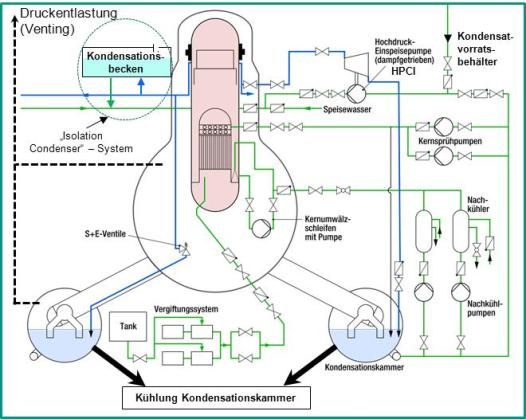 Druckentlastung
(Venting)
Kondensations-
becken
„Isolation
Condenser“ – System
Hochdruck-
Einspeisepumpe
(dampfgetrieben)
HPCI
Kondensat-
vorrats-
behälter
Speisewasser
Kernsprühpumpen
Kernumwälz-
schleifen
mit Pumpe
Nach-
kühler
S+E-Ventile
Nachkühl-
pumpen
Vergiftungssystem
Tank
Kondensationskammer
Kühlung Kondensationskammer